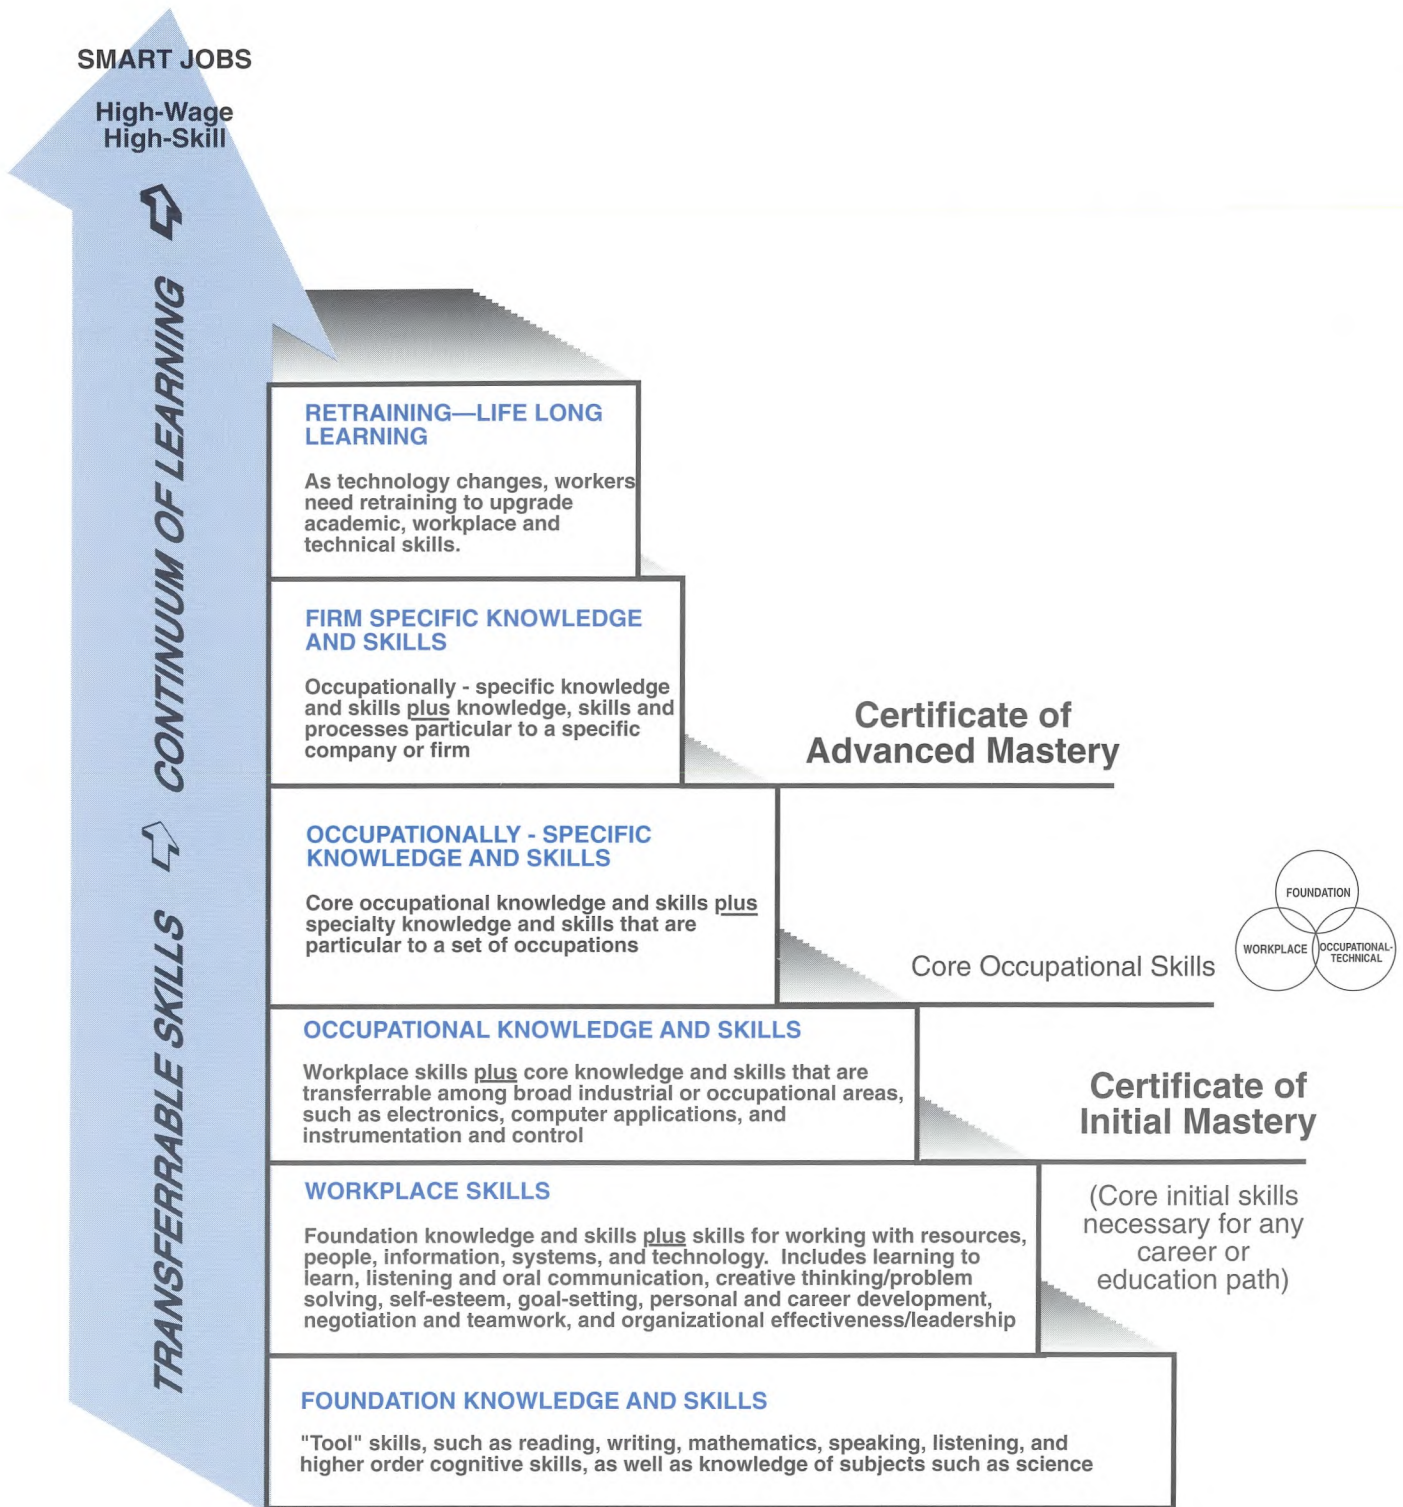 SMART JOBS
High-Wage
High-Skill
CONTINUUM OF LEARNING
TRANSFERRABLE SKILLS
RETRAINING—LIFE LONG
LEARNING
As technology changes, workers
need retraining to upgrade
academic, workplace and
technical skills.
FIRM SPECIFIC KNOWLEDGE
AND SKILLS
Occupationally - specific knowledge
and skills plus knowledge, skills and
processes particular to a specific
company or firm
Certificate of
Advanced Mastery
OCCUPATIONALLY - SPECIFIC
KNOWLEDGE AND SKILLS
Core occupational knowledge and skills plus
specialty knowledge and skills that are
particular to a set of occupations
Core Occupational Skills
FOUNDATION
WORKPLACE
OCCUPATIONAL-
TECHNICAL
OCCUPATIONAL KNOWLEDGE AND SKILLS
Workplace skills plus core knowledge and skills that are
transferrable among broad industrial or occupational areas,
such as electronics, computer applications, and
instrumentation and control
Certificate of
Initial Mastery
WORKPLACE SKILLS
Foundation knowledge and skills plus skills for working with resources,
people, information, systems, and technology.  Includes learning to
learn, listening and oral communication, creative thinking/problem
solving, self-esteem, goal-setting, personal and career development,
negotiation and teamwork, and organizational effectiveness/leadership
(Core initial skills
necessary for any
career or
education path)
FOUNDATION KNOWLEDGE AND SKILLS
"Tool" skills, such as reading, writing, mathematics, speaking, listening, and
higher order cognitive skills, as well as knowledge of subjects such as science